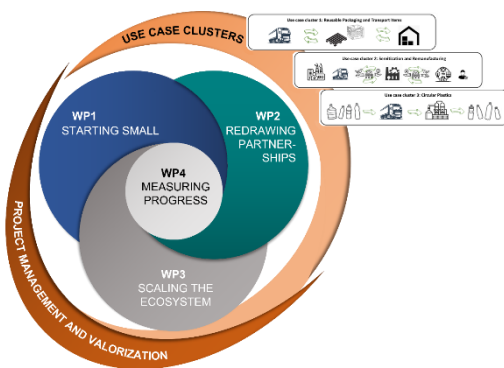 USE CASE CLUSTERS
Use case cluster 1: Reusable Packaging and Transport Items
Use case cluster 2: Servitization and Remanufacturing
Use case cluster 3: Circular Plastics
WP1
STARTING SMALL
WP2
REDRAWING
PARTNER-
SHIPS
WP4
MEASURING
PROGRESS
WP3
SCALING THE
ECOSYSTEM
PROJECT MANAGEMENT AND VALORIZATION